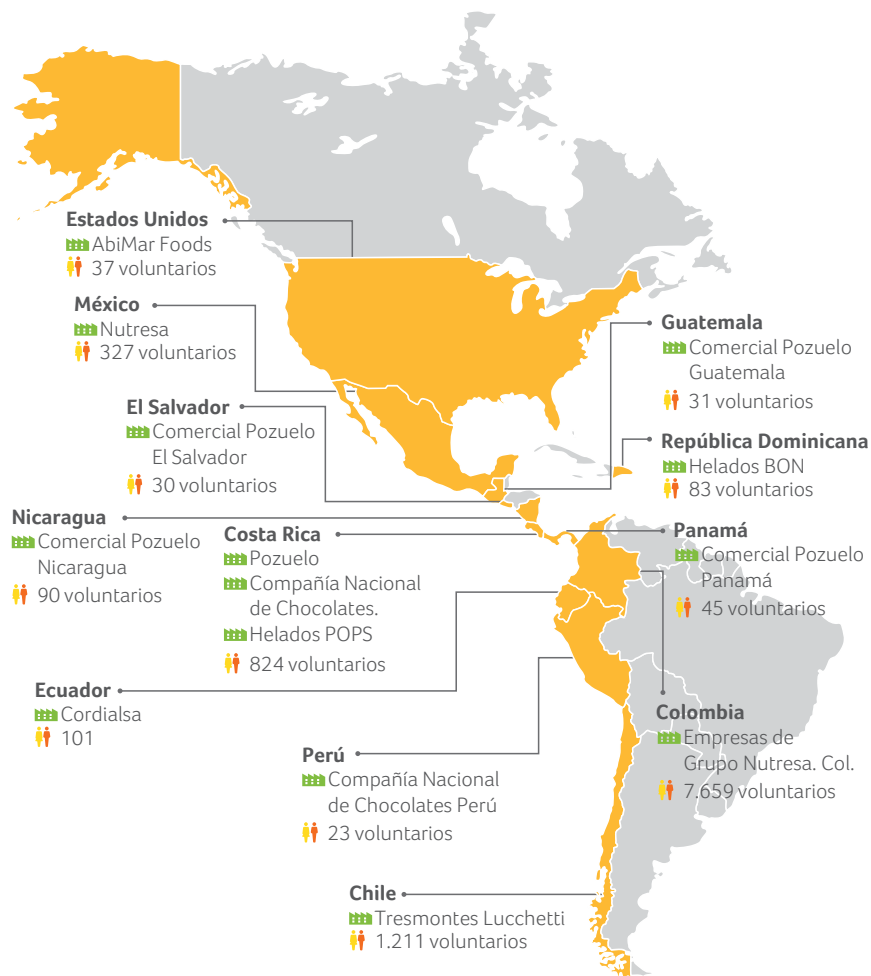 Estados Unidos
AbiMar Foods
37 voluntarios
México
Nutresa
327 voluntarios
El Salvador
Comercial Pozuelo
El Salvador
30 voluntarios
Guatemala
Comercial Pozuelo
Guatemala
31 voluntarios
República Dominicana
Helados BON
83 voluntarios
Nicaragua
Comercial Pozuelo
Nicaragua
90 voluntarios
Costa Rica
Pozuelo
Compañía Nacional
de Chocolates.
Helados POPS
824 voluntarios
Panamá
Comercial Pozuelo
Panamá
45 voluntarios
Ecuador
Cordialsa
101
Perú
Compañía Nacional
de Chocolates Perú
23 voluntarios
Colombia
Empresas de
Grupo Nutresa. Col.
7.659 voluntarios
Chile
Tresmontes Lucchetti
1.211 voluntarios